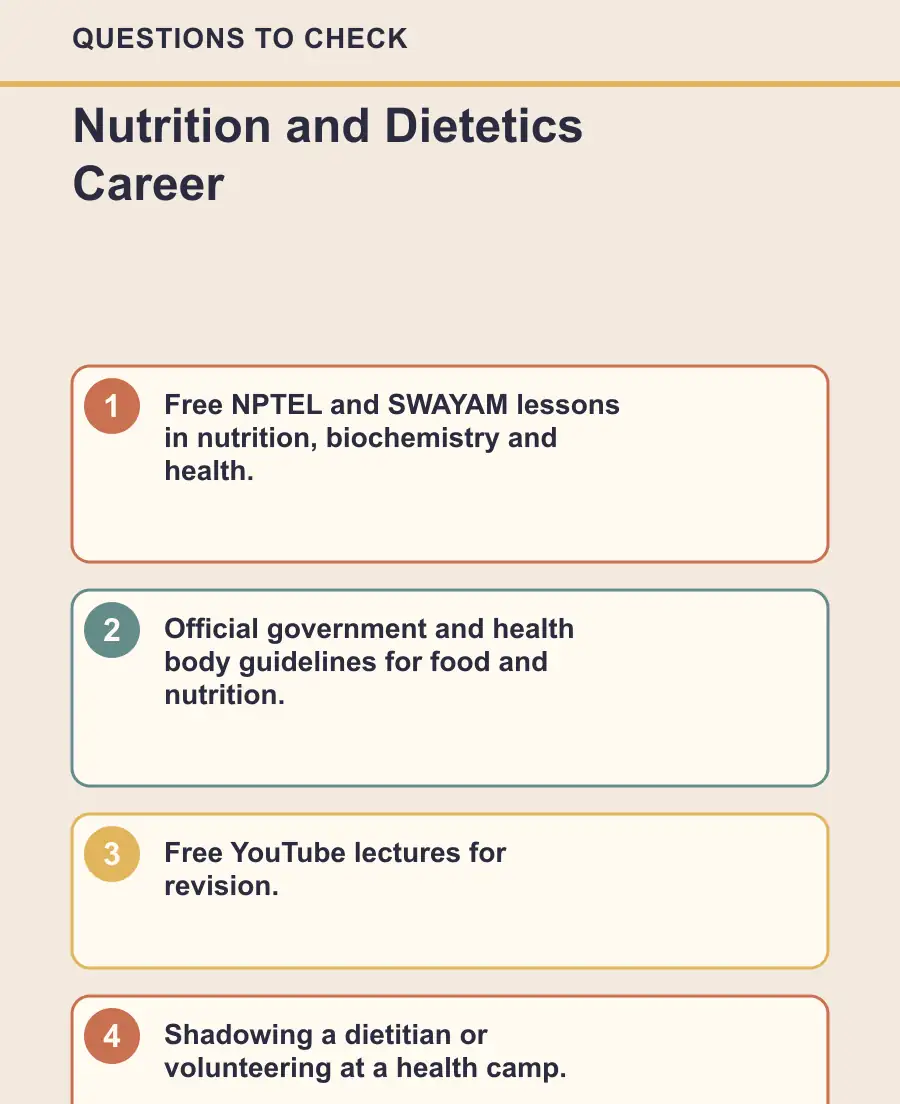 QUESTIONS TO CHECK
Nutrition and Dietetics
Career
1
Free NPTEL and SWAYAM lessons
in nutrition, biochemistry and
health.
2
Official government and health
body guidelines for food and
nutrition.
3
Free YouTube lectures for
revision.
4
Shadowing a dietitian or
volunteering at a health camp.